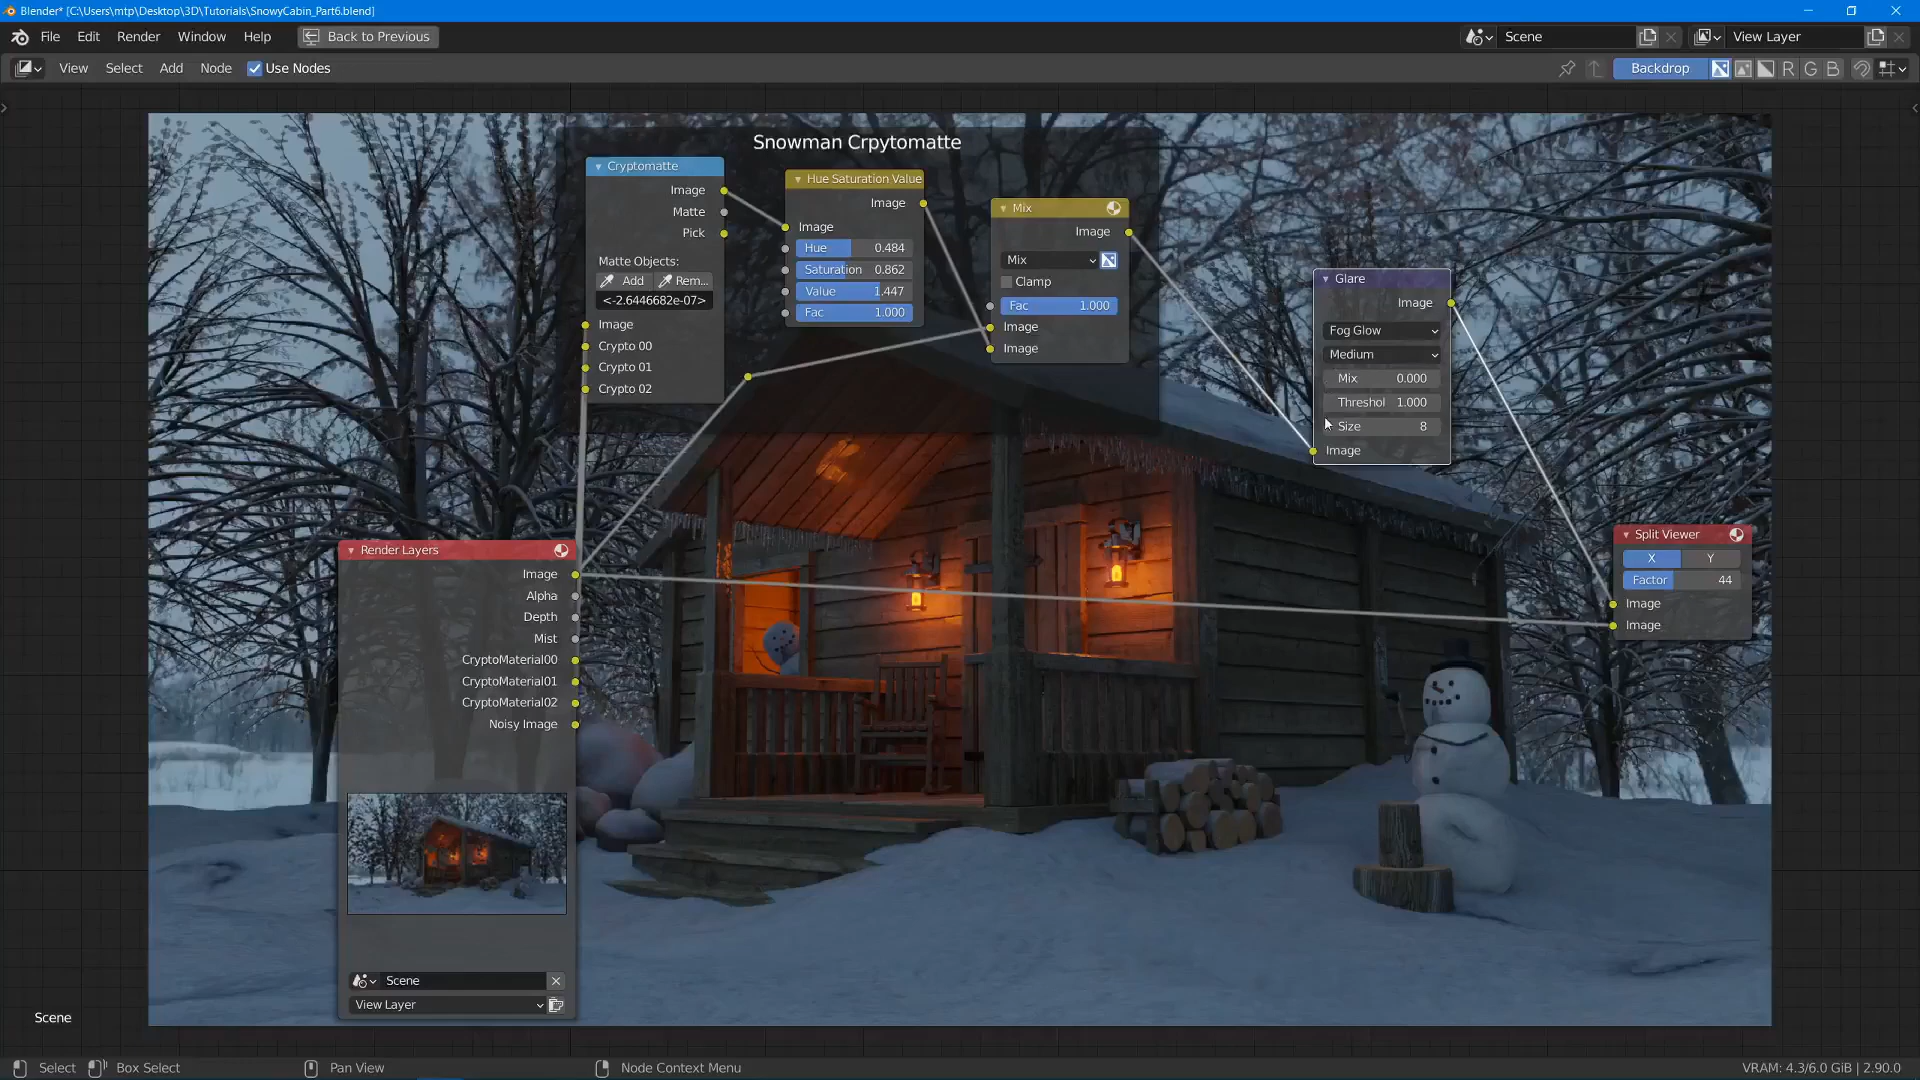 Blender* [C:\Users\mtp\Desktop\3D\Tutorials\SnowyCabin_Part6.blend]
File Edit Render Window Help Back to Previous Scene View Layer
View Select Add Node Use Nodes Backdrop R G B
Snowman Crpytomatte
Cryptomatte
Image
Matte
Pick
Matte Objects:
Add Rem...
<-2.6446682e-07>
Image
Crypto 00
Crypto 01
Crypto 02
Hue Saturation Value
Image
Image
Hue 0.484
Saturation 0.862
Value 1.447
Fac 1.000
Mix
Image
Mix
Clamp
Fac 1.000
Image
Image
Glare
Image
Fog Glow
Medium
Mix 0.000
Threshol 1.000
Size 8
Image
Split Viewer
X Y
Factor 44
Image
Image
Render Layers
Image
Alpha
Depth
Mist
CryptoMaterial00
CryptoMaterial01
CryptoMaterial02
Noisy Image
Scene
View Layer
Scene
Select Box Select Pan View Node Context Menu VRAM: 4.3/6.0 GiB | 2.90.0